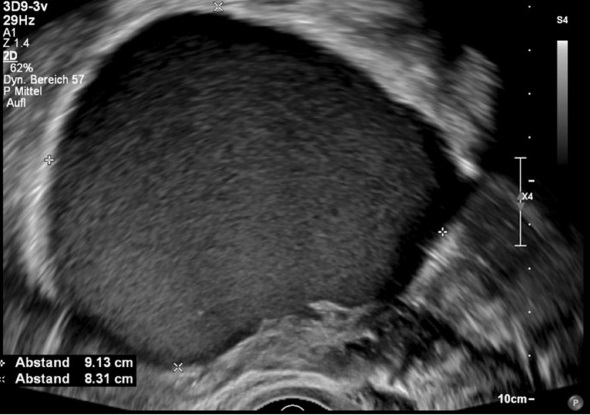 3D9-3v
29Hz
A1
Z 1.4
2D
62%
Dyn. Bereich 57
P Mittel
Aufl
S4
X4
Abstand 9.13 cm
Abstand 8.31 cm
10cm
P